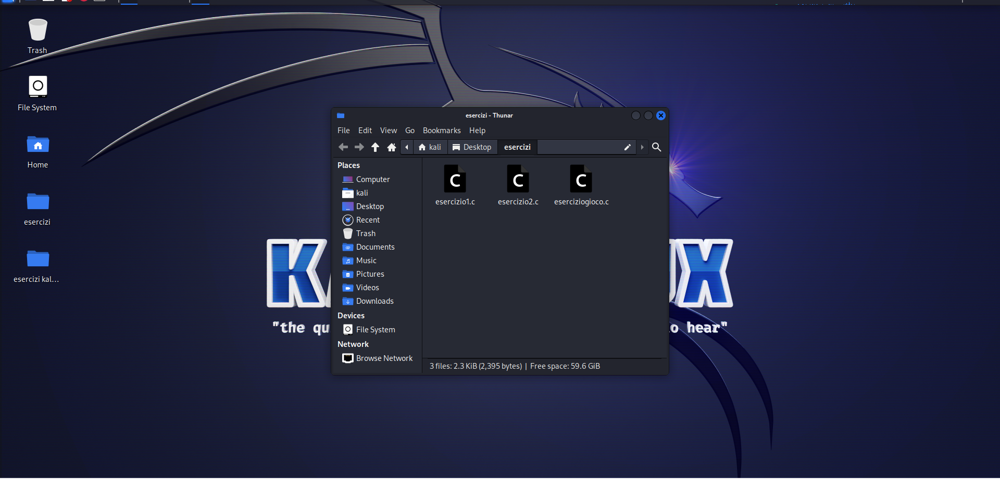 Trash
File System
Home
esercizi
esercizi kal...
esercizi - Thunar
File Edit View Go Bookmarks Help
kali Desktop esercizi
Places
Computer
kali
Desktop
Recent
Trash
Documents
Music
Pictures
Videos
Downloads
Devices
File System
Network
Browse Network
C C C
esercizio1.c esercizio2.c eserciziogioco.c
3 files: 2.3 KiB (2,395 bytes) | Free space: 59.6 GiB
K X
"the qu hear"